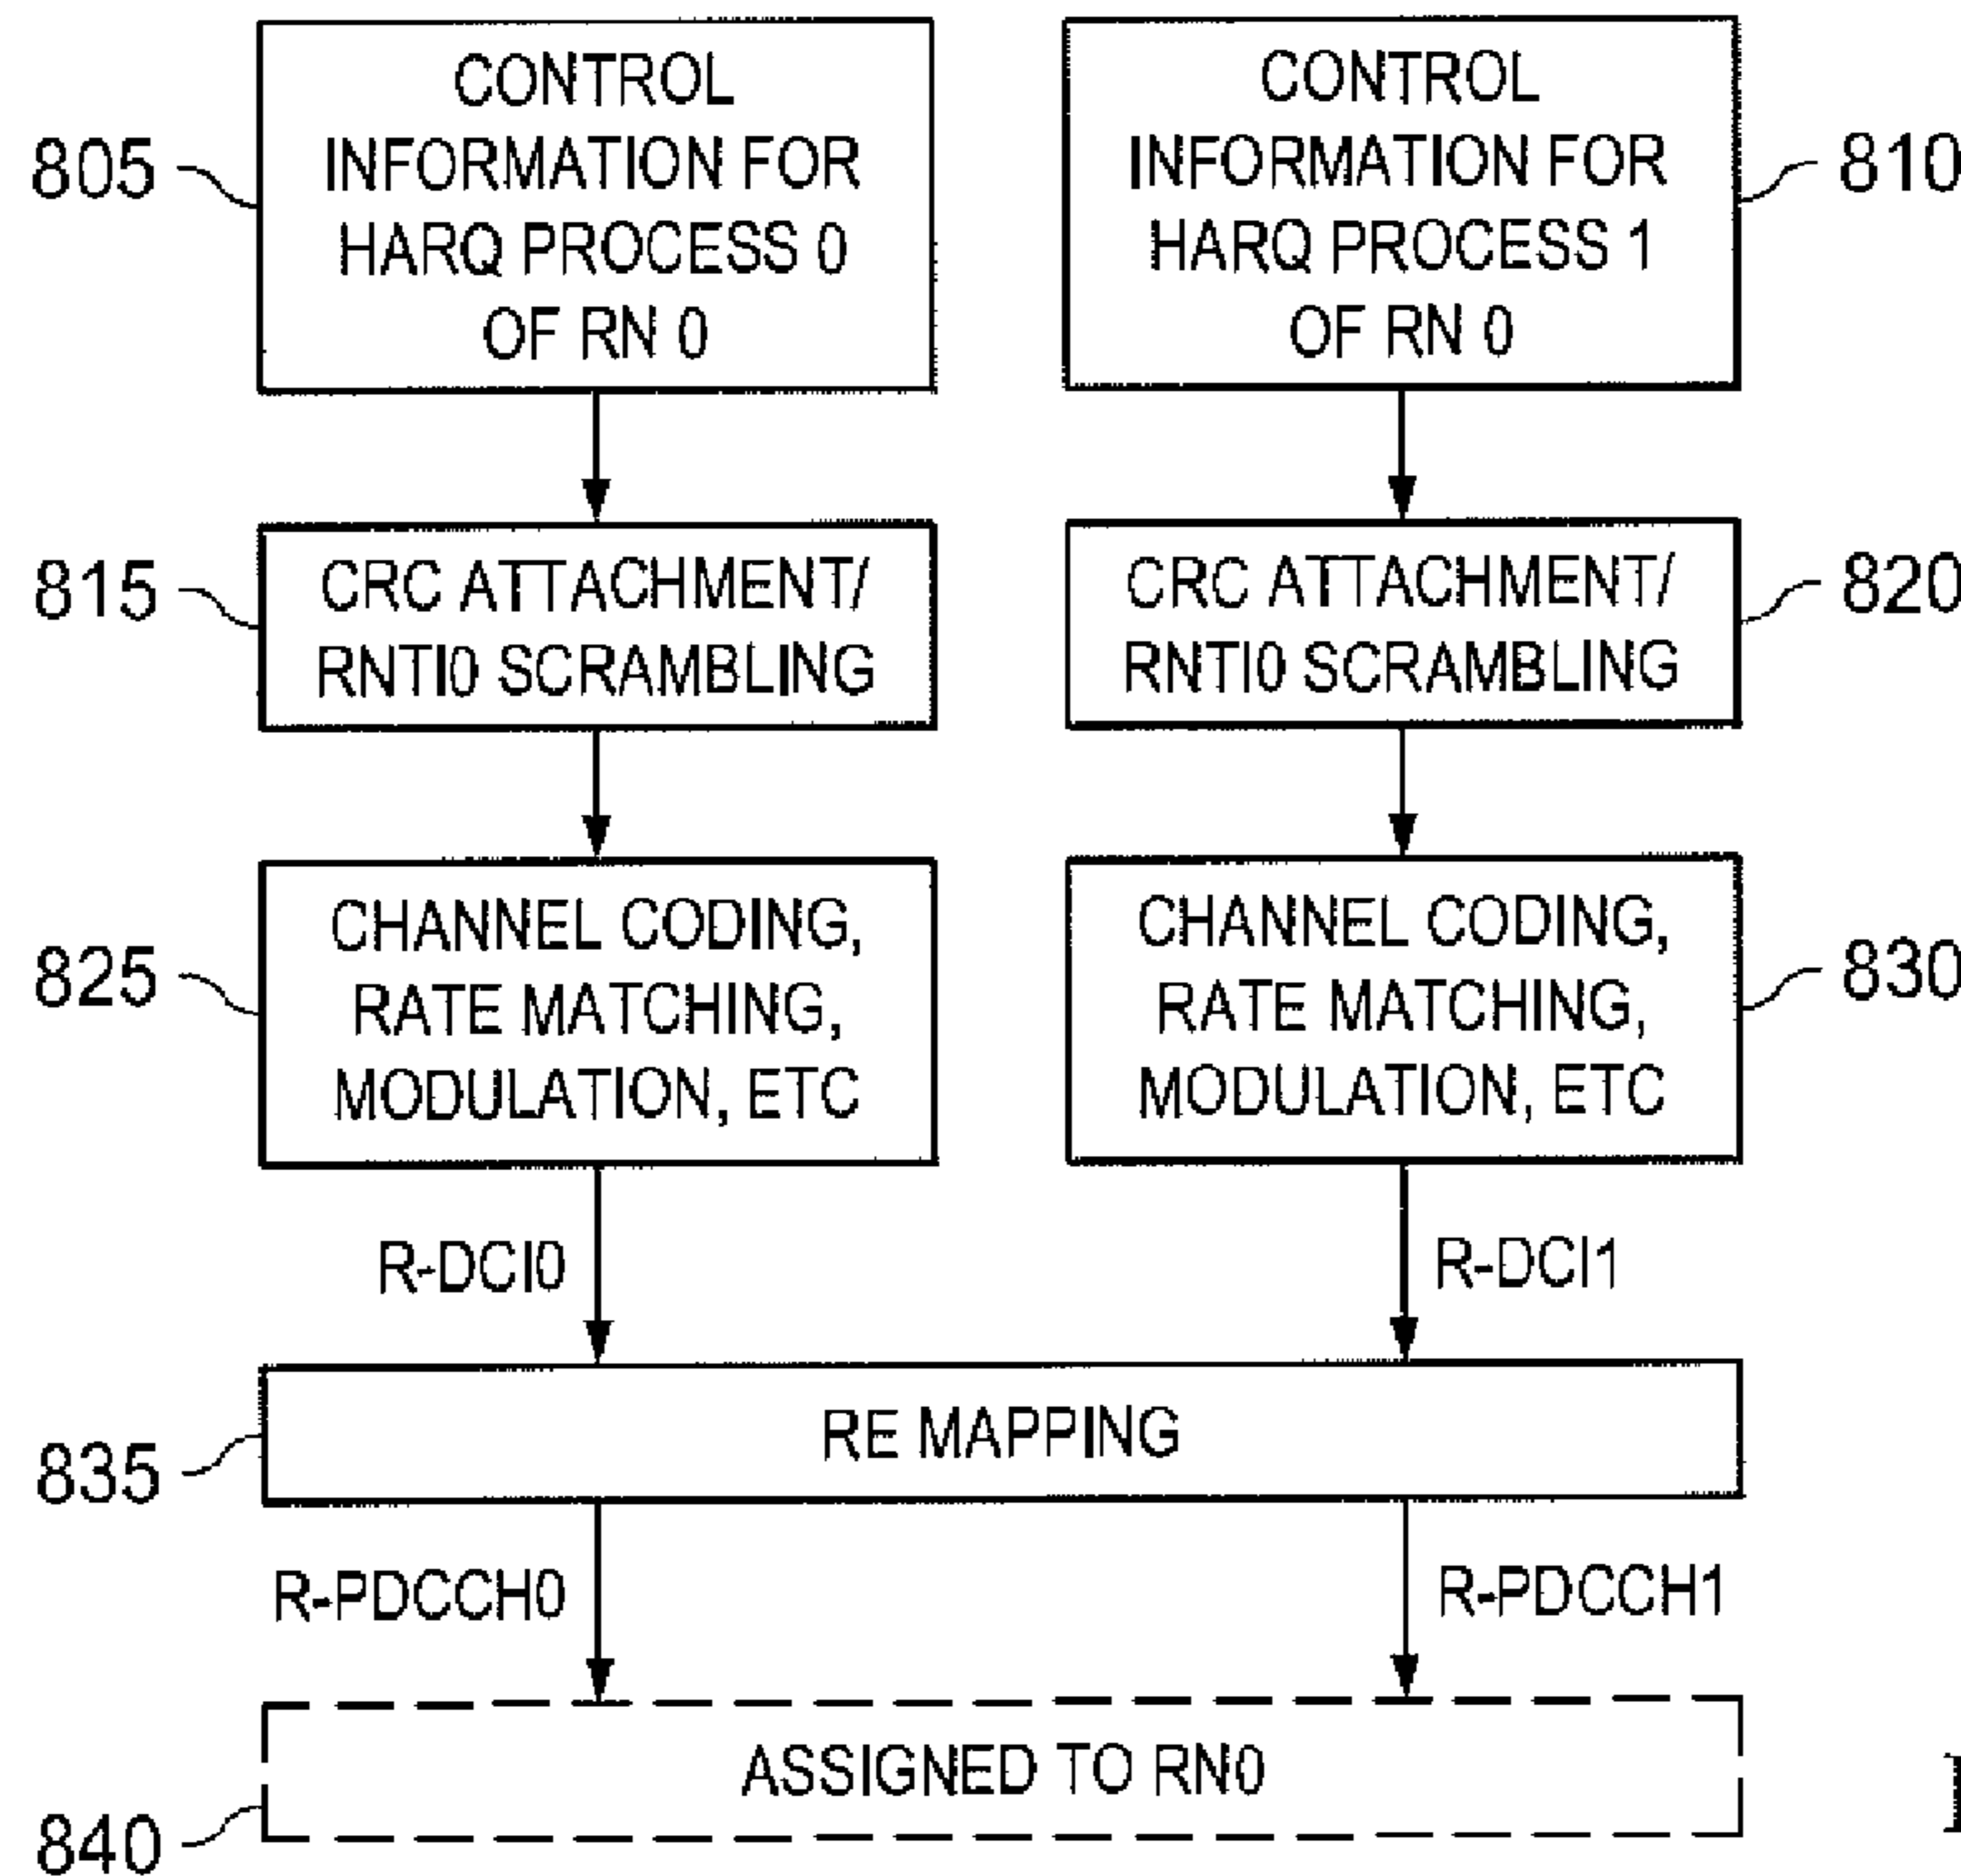 CONTROL
INFORMATION FOR
HARQ PROCESS 0
OF RN 0
805
CONTROL
INFORMATION FOR
HARQ PROCESS 1
OF RN 0
810
CRC ATTACHMENT/
RNTI0 SCRAMBLING
815
CRC ATTACHMENT/
RNTI0 SCRAMBLING
820
CHANNEL CODING,
RATE MATCHING,
MODULATION, ETC
825
CHANNEL CODING,
RATE MATCHING,
MODULATION, ETC
830
R-DCI0
R-DCI1
RE MAPPING
835
R-PDCCH0
R-PDCCH1
ASSIGNED TO RN0
840